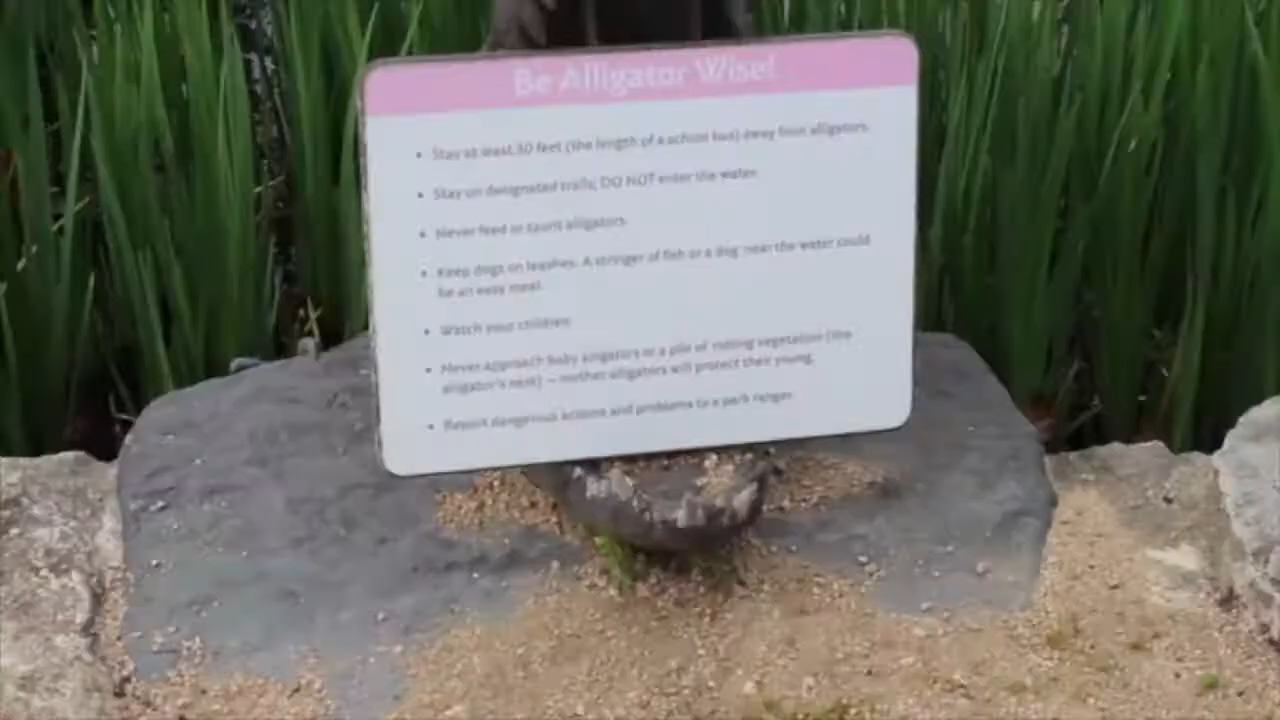 Be Alligator Wise!
• Stay at least 30 feet (the length of a school bus) away from alligators.
• Stay on designated trails; DO NOT enter the water.
• Never feed or taunt alligators.
• Keep dogs on leashes. A stringer of fish or a dog near the water could
be an easy meal.
• Watch your children.
• Never approach baby alligators or a pile of rotting vegetation (the
alligator's nest) — mother alligators will protect their young.
• Report dangerous actions and problems to a park ranger.